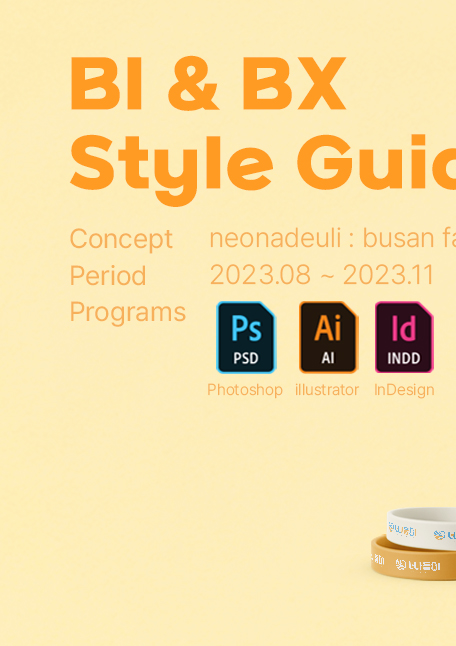 BI & BX
Style Guid
Concept neonadeuli : busan fa
Period 2023.08 ~ 2023.11
Programs
Ps Ai Id
PSD AI INDD
Photoshop illustrator InDesign